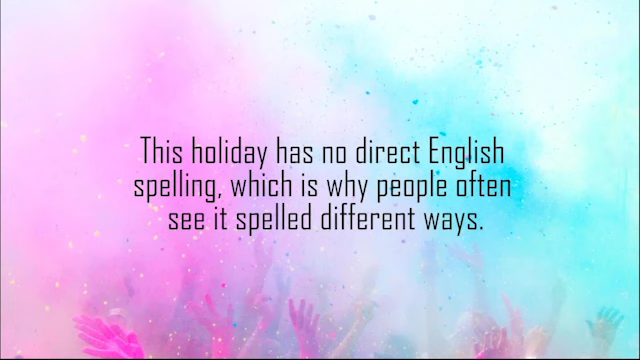 This holiday has no direct English
spelling, which is why people often
see it spelled different ways.